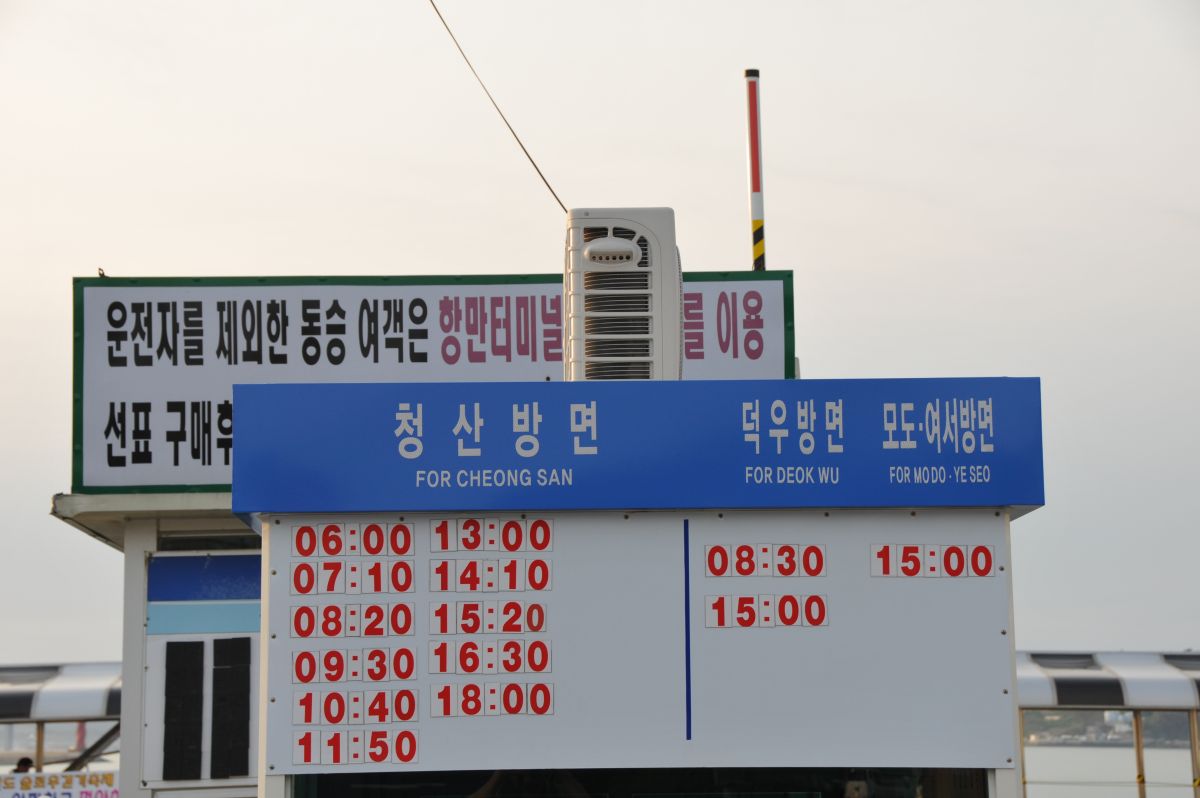 운전자를 제외한 동승 여객은 항만터미널 를 이용
선표 구매후
청산방면 덕우방면 모도·여서방면
FOR CHEONG SAN FOR DEOK WU FOR MODO - YE SEO
06:00 13:00 08:30 15:00
07:10 14:10 15:00
08:20 15:20
09:30 16:30
10:40 18:00
11:50